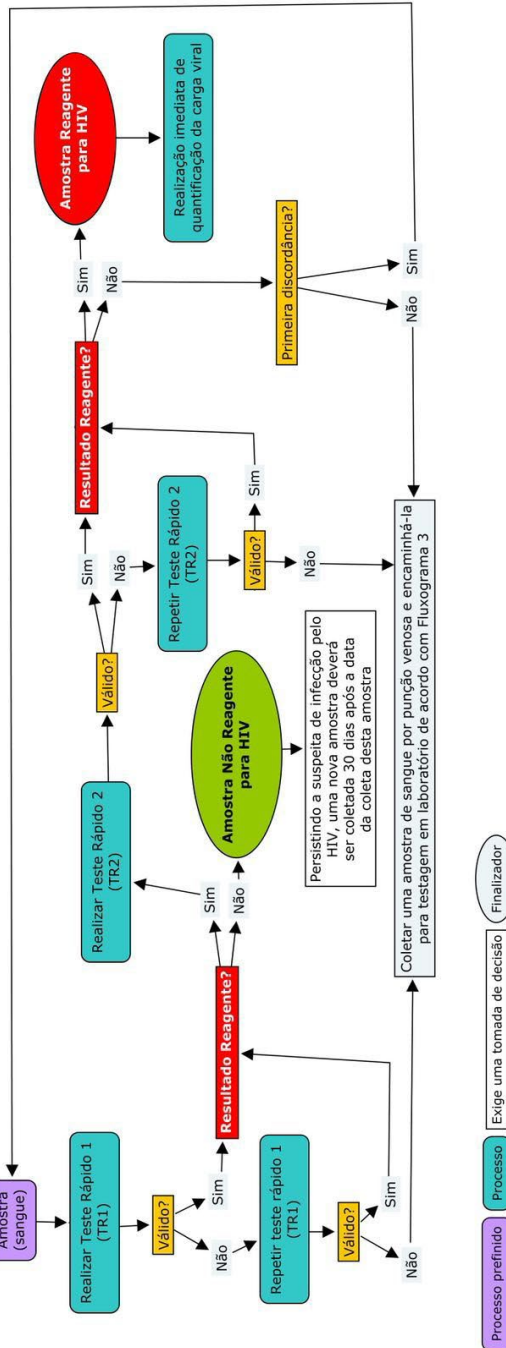 Amostra
(sangue)
Realizar Teste Rápido 1
(TR1)
Válido?
Sim
Não
Repetir teste rápido 1
(TR1)
Válido?
Sim
Não
Resultado Reagente?
Sim
Não
Realizar Teste Rápido 2
(TR2)
Válido?
Sim
Não
Repetir Teste Rápido 2
(TR2)
Válido?
Sim
Não
Resultado Reagente?
Sim
Não
Amostra Reagente
para HIV
Realização imediata de
quantificação da carga viral
Primeira discordância?
Não
Sim
Amostra Não Reagente
para HIV
Persistindo a suspeita de infecção pelo
HIV, uma nova amostra deverá
ser coletada 30 dias após a data
da coleta desta amostra
Coletar uma amostra de sangue por punção venosa e encaminhá-la
para testagem em laboratório de acordo com Fluxograma 3
Processo prefinido
Processo
Exige uma tomada de decisão
Finalizador